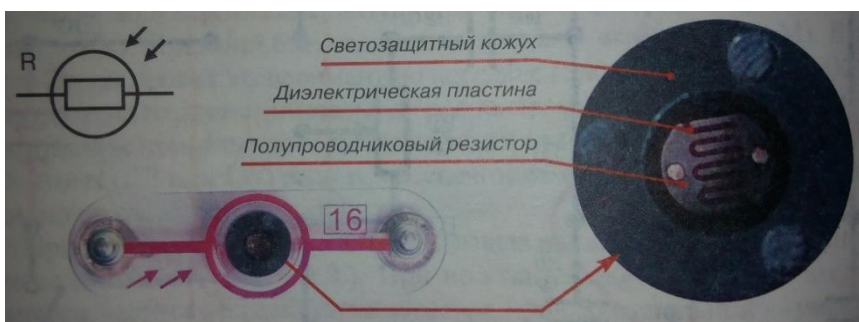 R
Светозащитный кожух
Диэлектрическая пластина
Полупроводниковый резистор
16